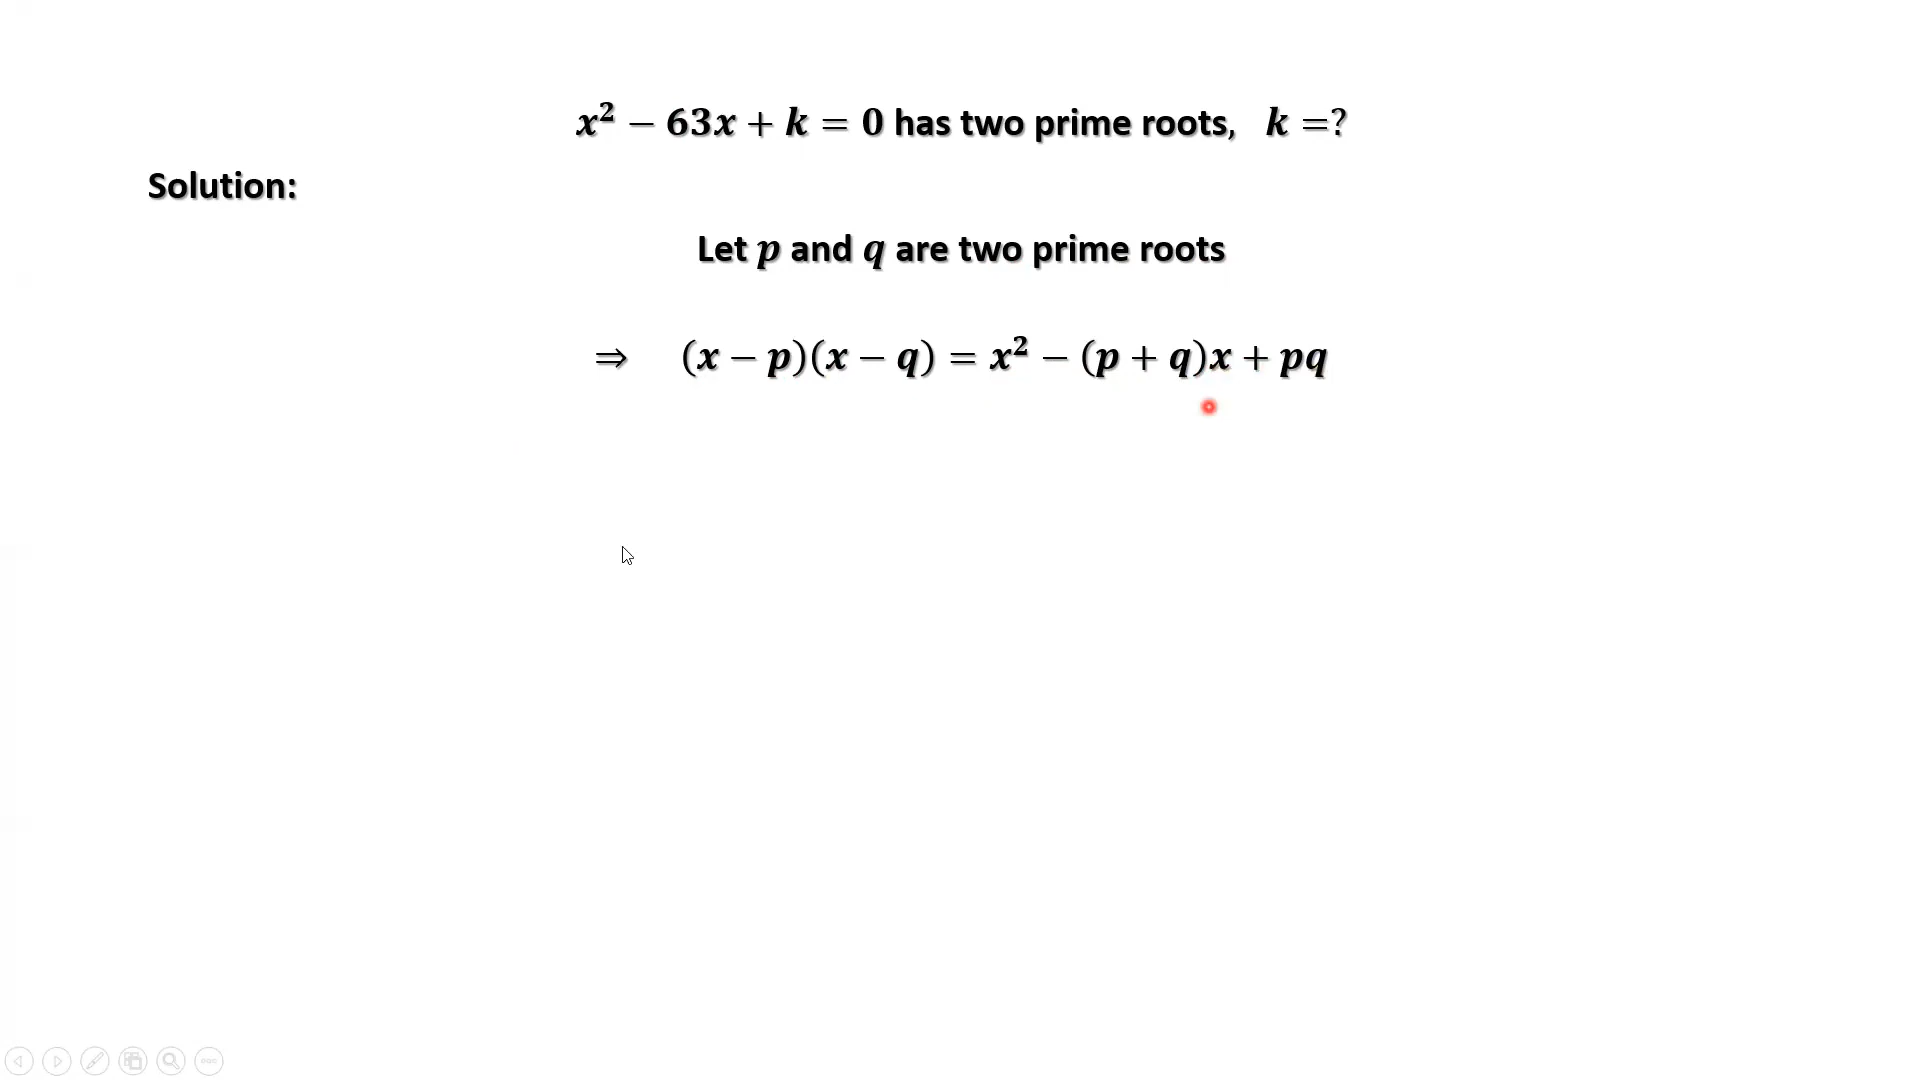 x² − 63x + k = 0 has two prime roots, k =?
Solution:
Let p and q are two prime roots
⇒ (x − p)(x − q) = x² − (p + q)x + pq